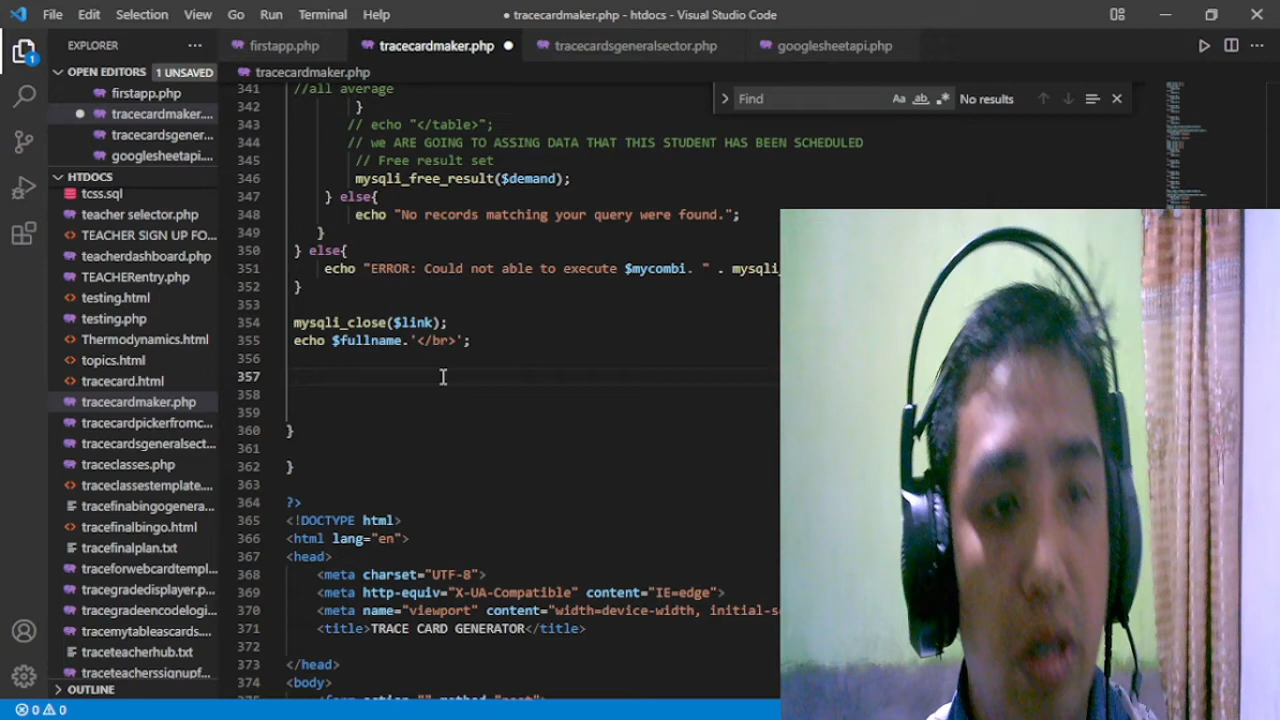 File Edit Selection View Go Run Terminal Help
● tracecardmaker.php - htdocs - Visual Studio Code
EXPLORER
firstapp.php
tracecardmaker.php
tracecardsgeneralsector.php
googlesheetapi.php
OPEN EDITORS 1 UNSAVED
firstapp.php
tracecardmaker....
tracecardsgener...
googlesheetapi....
HTDOCS
tcss.sql
teacher selector.php
TEACHER SIGN UP FO...
teacherdashboard.php
TEACHERentry.php
testing.html
testing.php
Thermodynamics.html
topics.html
tracecard.html
tracecardmaker.php
tracecardpickerfromc...
tracecardsgeneralsect...
traceclasses.php
traceclassestemplate....
tracefinabingogenera...
tracefinalbingo.html
tracefinalplan.txt
traceforwebcardtempl...
tracegradedisplayer.p...
tracegradeencodelogi...
tracemytableascards....
traceteacherhub.txt
traceteacherssignupf...
OUTLINE
0 0
tracecardmaker.php
Find Aa ab No results
341 //all average
342 }
343 // echo "</table>";
344 // we ARE GOING TO ASSING DATA THAT THIS STUDENT HAS BEEN SCHEDULED
345 // Free result set
346 mysqli_free_result($demand);
347 } else{
348 echo "No records matching your query were found.";
349 }
350 } else{
351 echo "ERROR: Could not able to execute $mycombi. " . mysqli_
352 }
353
354 mysqli_close($link);
355 echo $fullname.'</br>';
356
357
358
359
360 }
361
362 }
363
364 ?>
365 <!DOCTYPE html>
366 <html lang="en">
367 <head>
368 <meta charset="UTF-8">
369 <meta http-equiv="X-UA-Compatible" content="IE=edge">
370 <meta name="viewport" content="width=device-width, initial-s
371 <title>TRACE CARD GENERATOR</title>
372
373 </head>
374 <body>